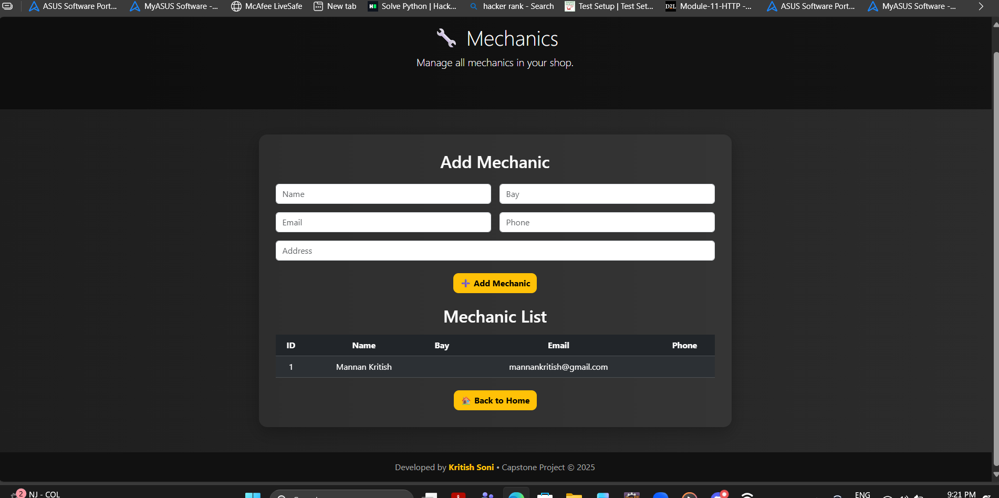 ASUS Software Port... MyASUS Software -... McAfee LiveSafe New tab Solve Python | Hack... hacker rank - Search Test Setup | Test Set... Module-11-HTTP -... ASUS Software Port... MyASUS Software -...
Mechanics
Manage all mechanics in your shop.
Add Mechanic
Name Bay
Email Phone
Address
Add Mechanic
Mechanic List
ID Name Bay Email Phone
1 Mannan Kritish mannankritish@gmail.com
Back to Home
Developed by Kritish Soni • Capstone Project © 2025
2 NJ - COL ENG 9:21 PM